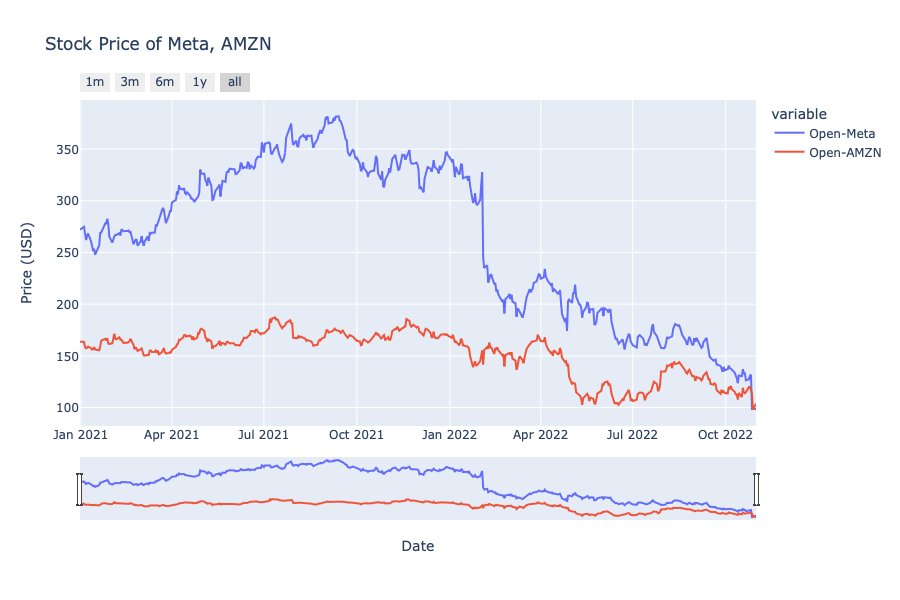 Stock Price of Meta, AMZN
1m 3m 6m 1y all
variable
Open-Meta
Open-AMZN
Price (USD)
350
300
250
200
150
100
Jan 2021 Apr 2021 Jul 2021 Oct 2021 Jan 2022 Apr 2022 Jul 2022 Oct 2022
Date